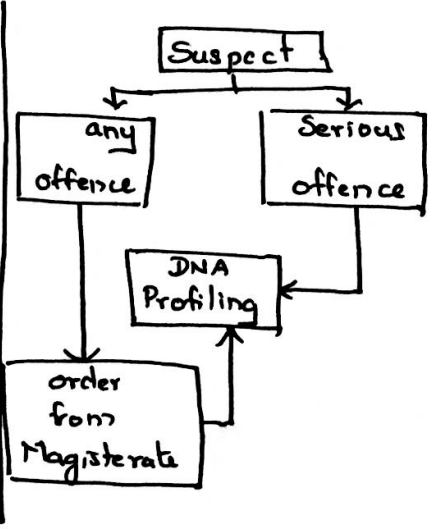 Suspect
any
offence
Serious
offence
DNA
Profiling
order
from
Magisterate